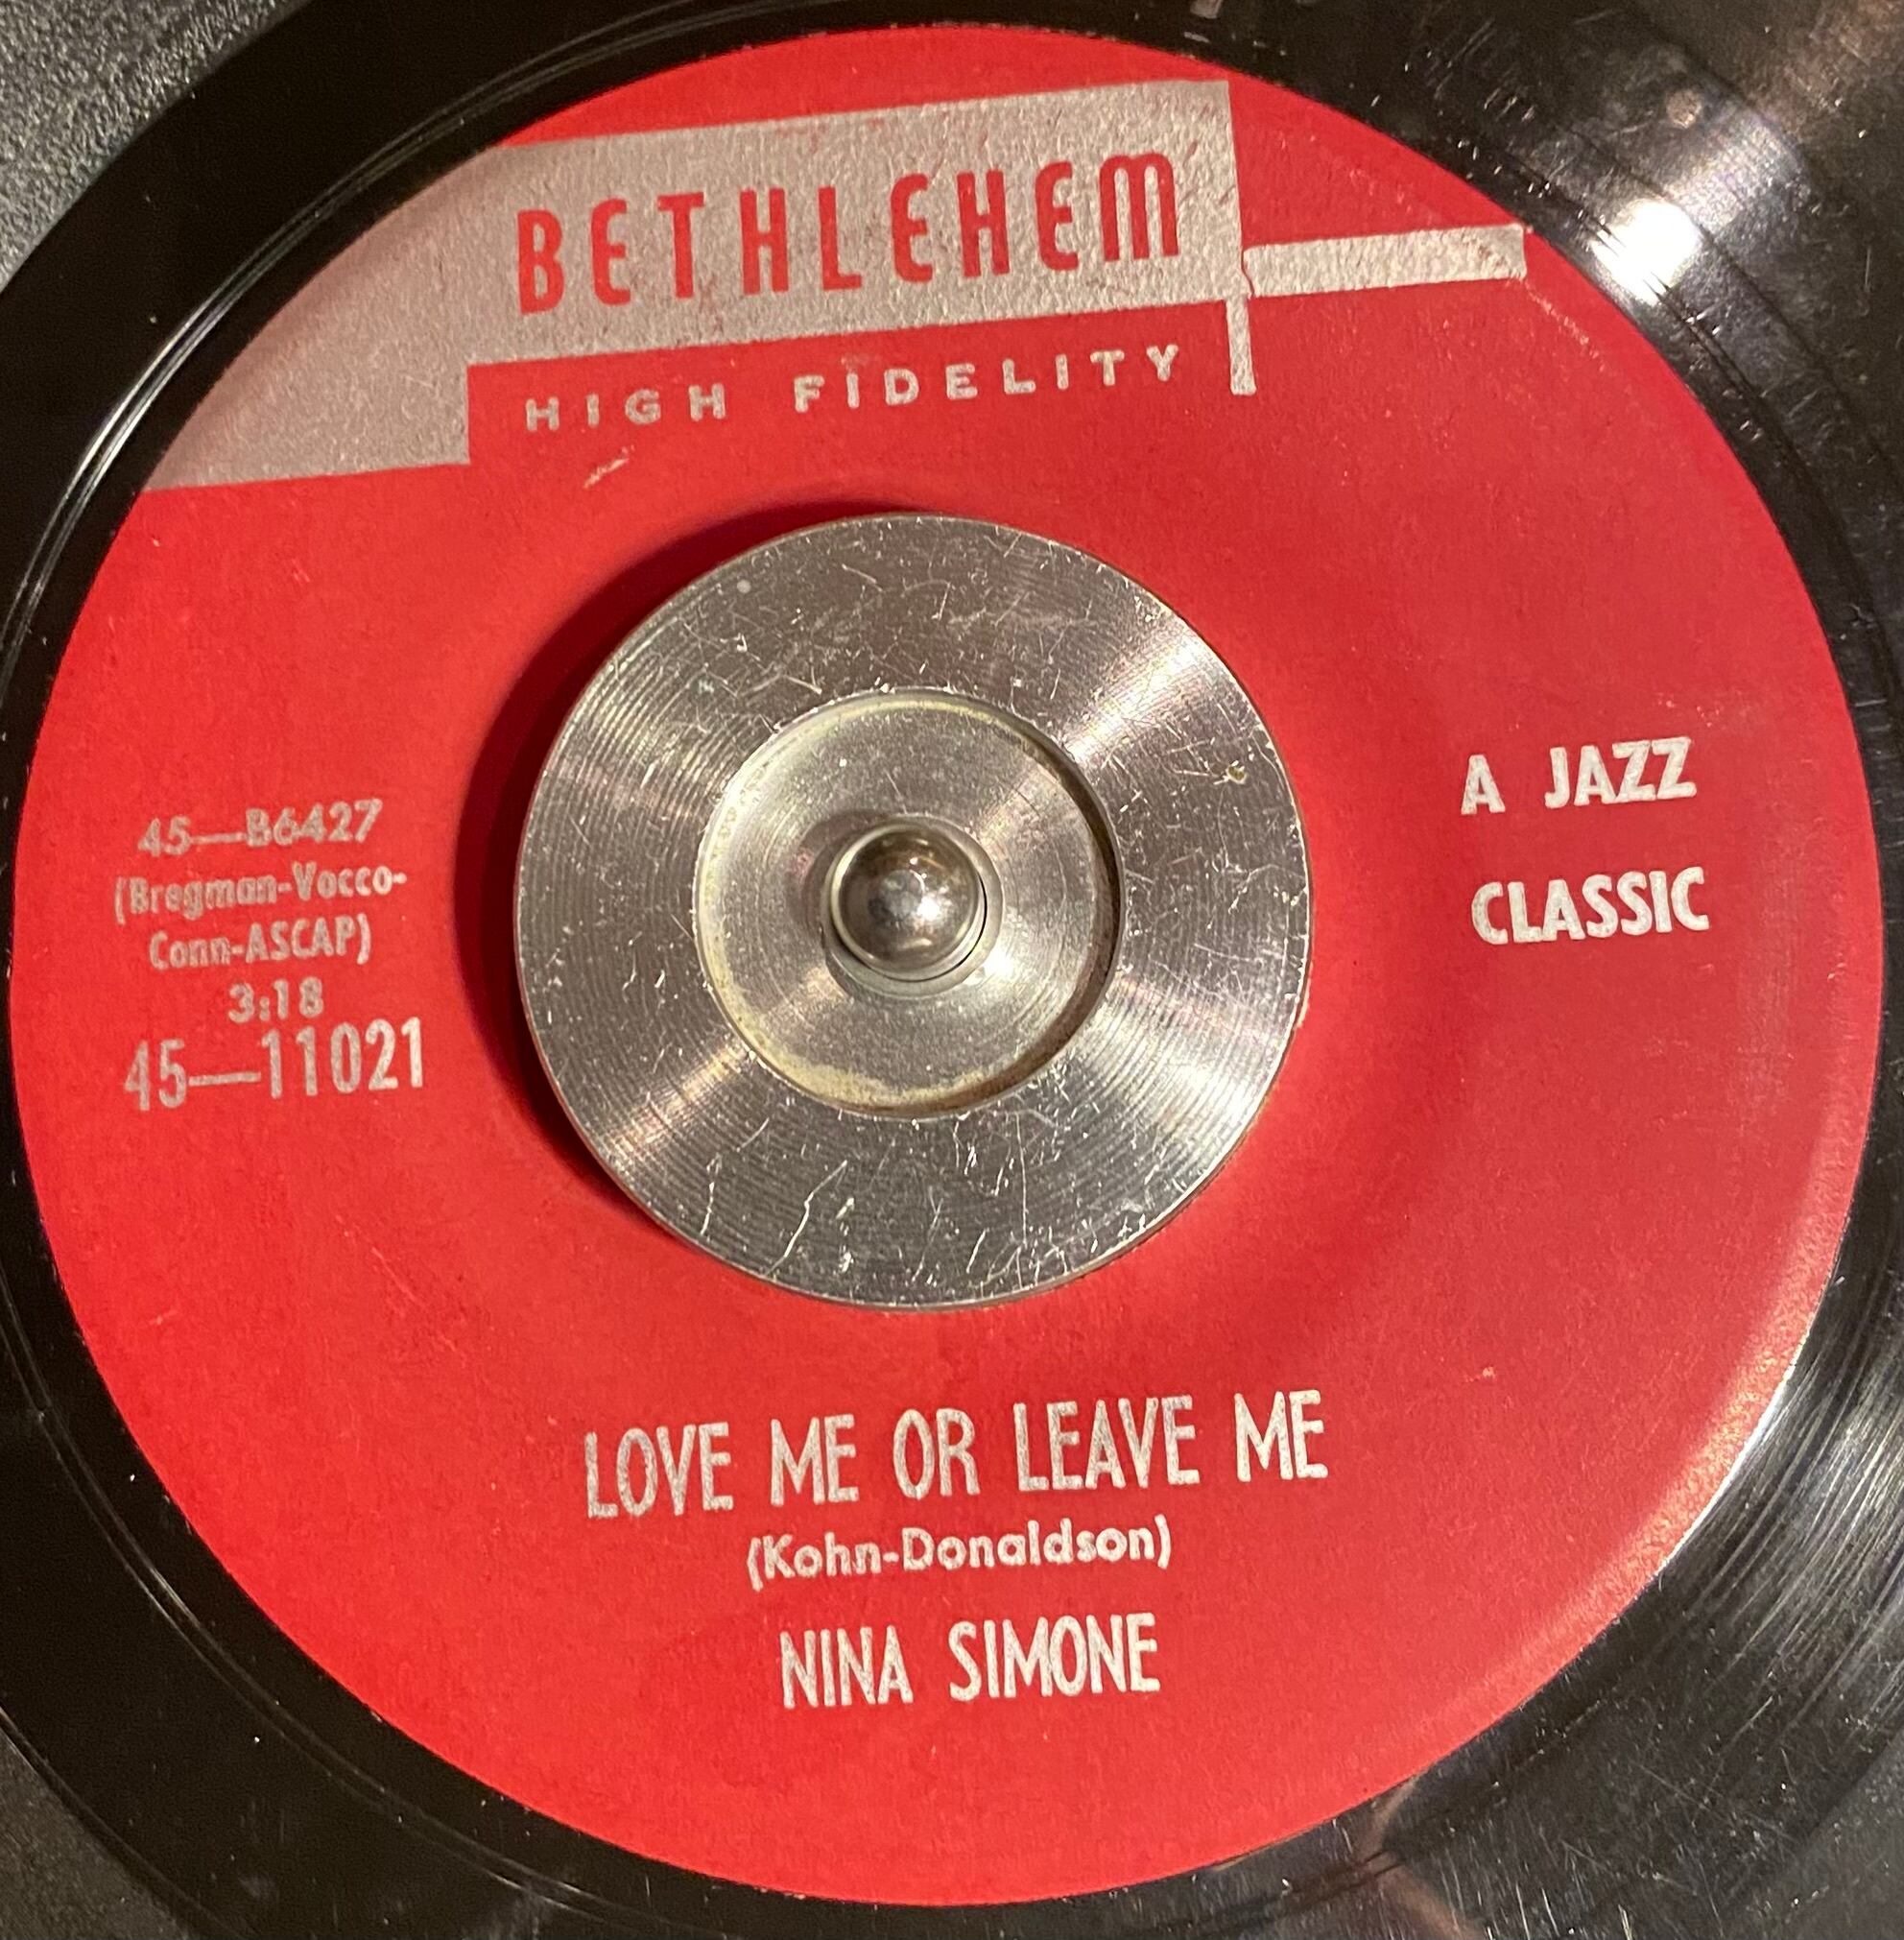 BETHLEHEM
HIGH FIDELITY
45—B6427
(Bregman-Vocco-
Conn-ASCAP)
3:18
45—11021
A JAZZ
CLASSIC
LOVE ME OR LEAVE ME
(Kohn-Donaldson)
NINA SIMONE